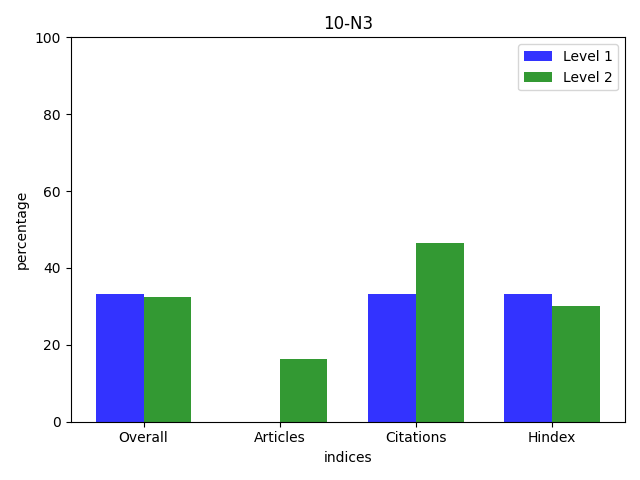 10-N3
100
80
60
40
20
0
percentage
Level 1
Level 2
Overall Articles Citations Hindex
indices